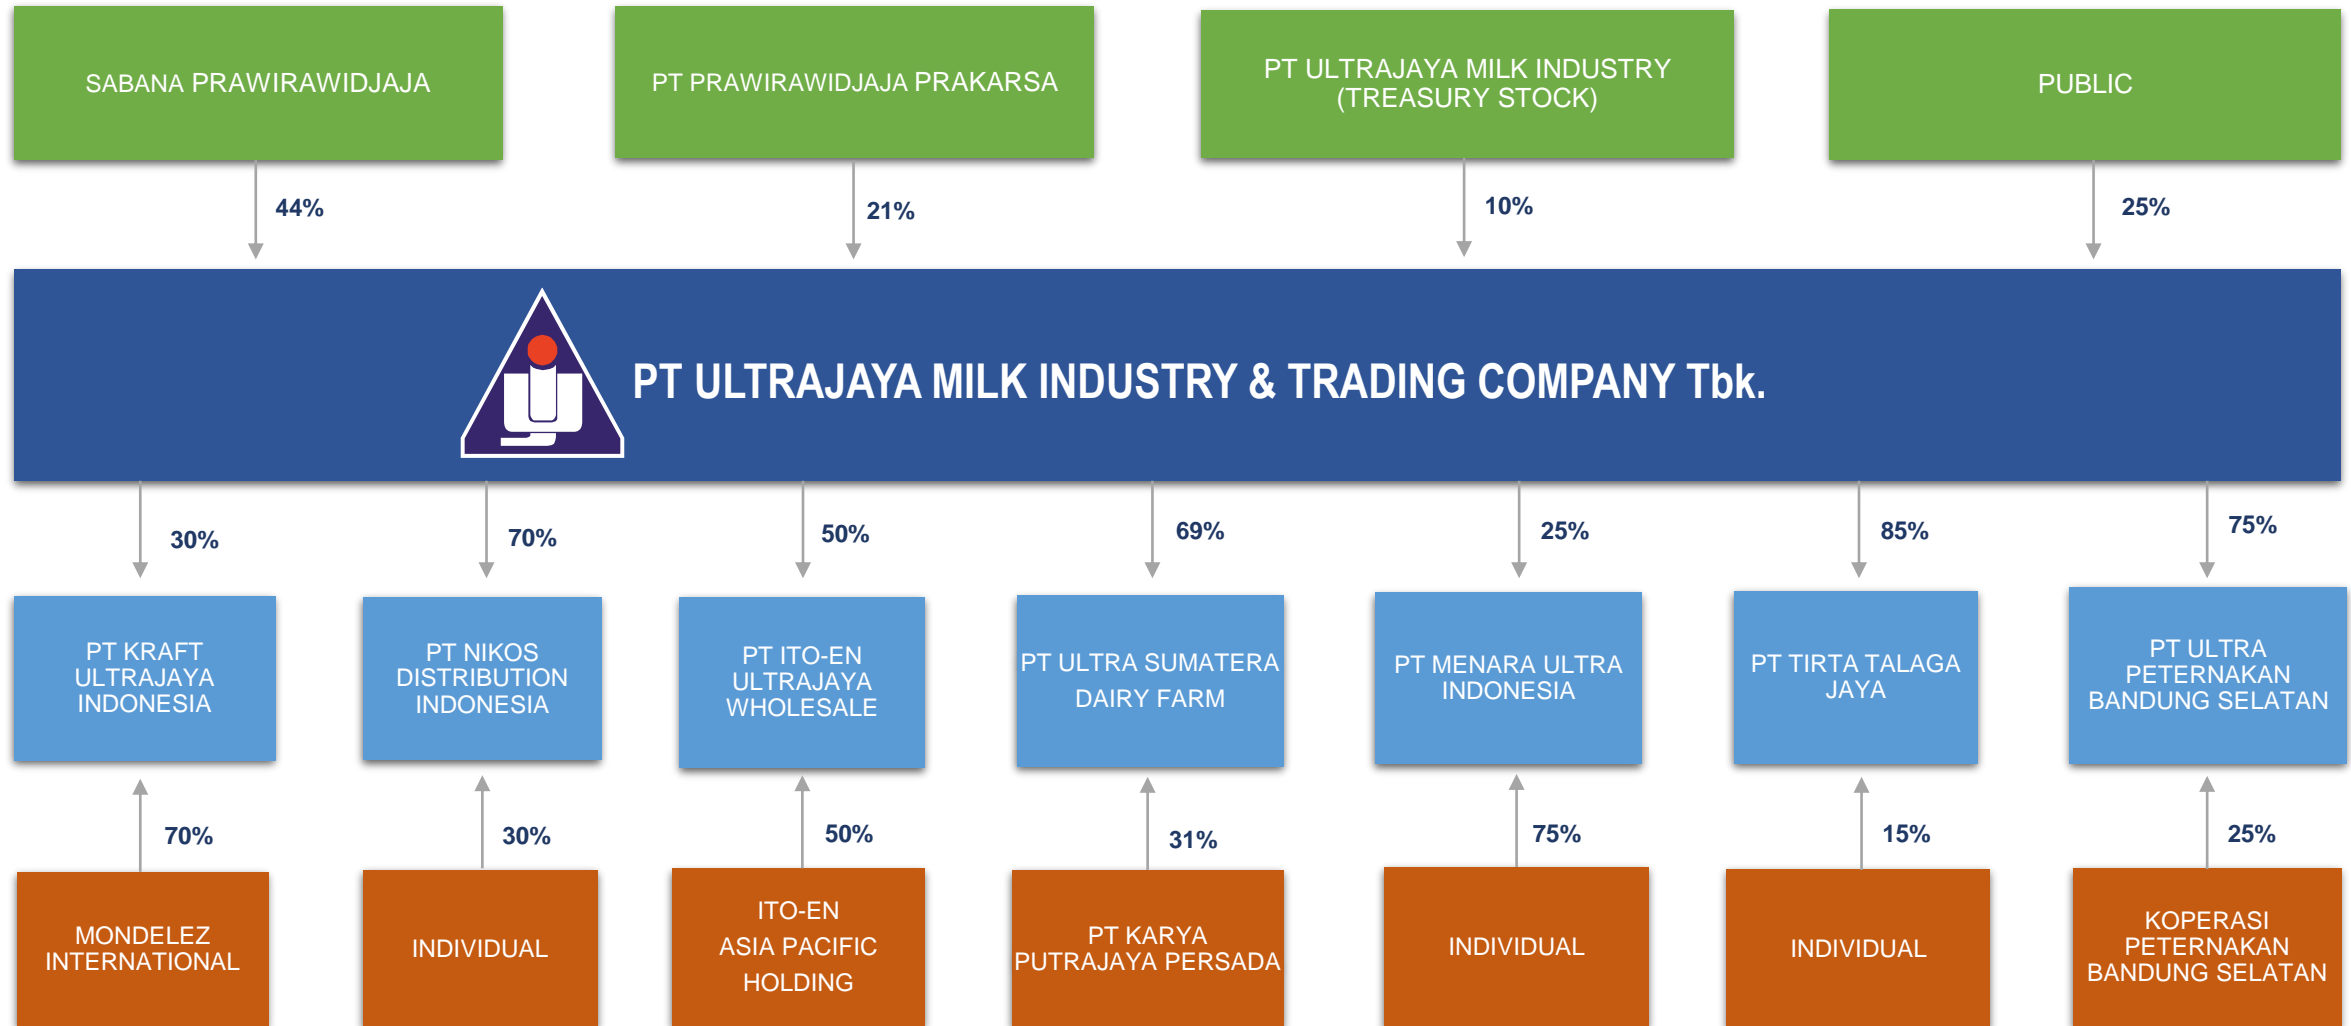 SABANA PRAWIRAWIDJAJA
PT PRAWIRAWIDJAJA PRAKARSA
PT ULTRAJAYA MILK INDUSTRY
(TREASURY STOCK)
PUBLIC
44%
21%
10%
25%
PT ULTRAJAYA MILK INDUSTRY & TRADING COMPANY Tbk.
30%
70%
50%
69%
25%
85%
75%
PT KRAFT
ULTRAJAYA
INDONESIA
PT NIKOS
DISTRIBUTION
INDONESIA
PT ITO-EN
ULTRAJAYA
WHOLESALE
PT ULTRA SUMATERA
DAIRY FARM
PT MENARA ULTRA
INDONESIA
PT TIRTA TALAGA
JAYA
PT ULTRA
PETERNAKAN
BANDUNG SELATAN
70%
30%
50%
31%
75%
15%
25%
MONDELEZ
INTERNATIONAL
INDIVIDUAL
ITO-EN
ASIA PACIFIC
HOLDING
PT KARYA
PUTRAJAYA PERSADA
INDIVIDUAL
INDIVIDUAL
KOPERASI
PETERNAKAN
BANDUNG SELATAN